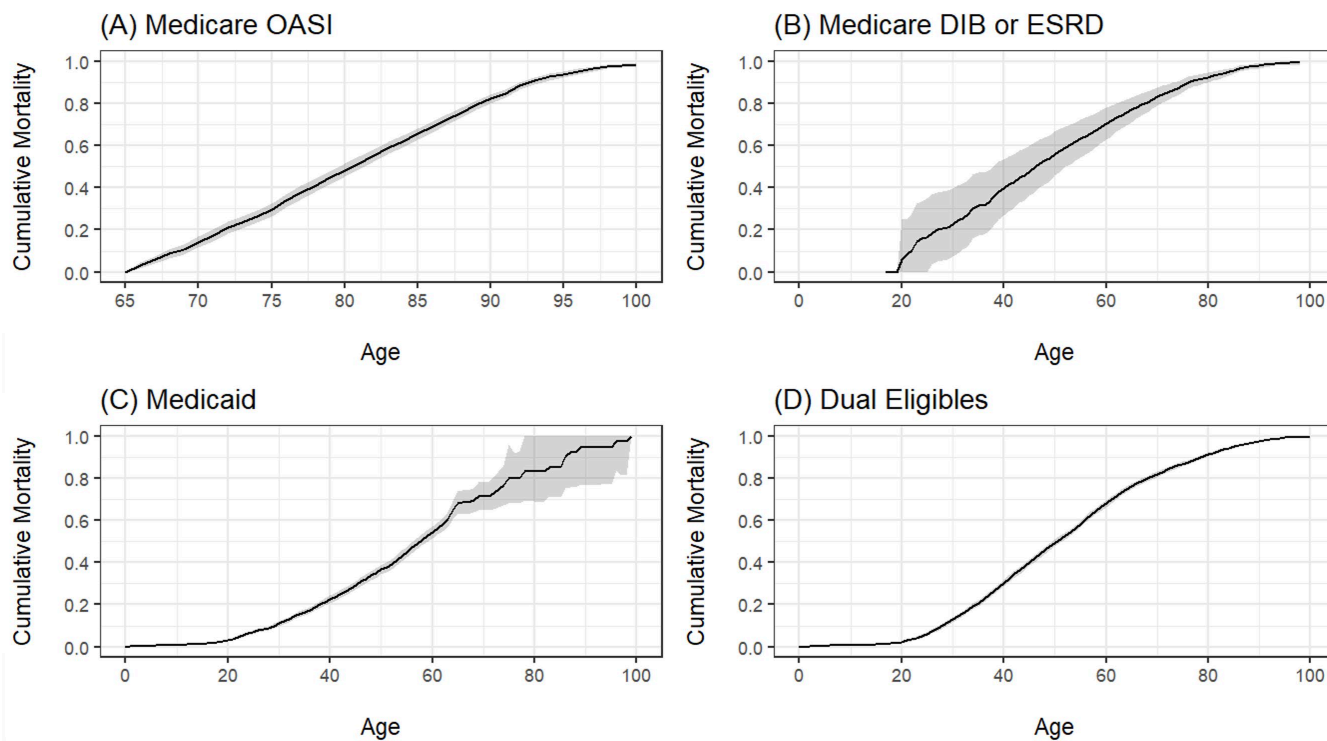 (A) Medicare OASI
Cumulative Mortality
1.0
0.8
0.6
0.4
0.2
0.0
65 70 75 80 85 90 95 100
Age
(B) Medicare DIB or ESRD
Cumulative Mortality
1.0
0.8
0.6
0.4
0.2
0.0
0 20 40 60 80 100
Age
(C) Medicaid
Cumulative Mortality
1.0
0.8
0.6
0.4
0.2
0.0
0 20 40 60 80 100
Age
(D) Dual Eligibles
Cumulative Mortality
1.0
0.8
0.6
0.4
0.2
0.0
0 20 40 60 80 100
Age